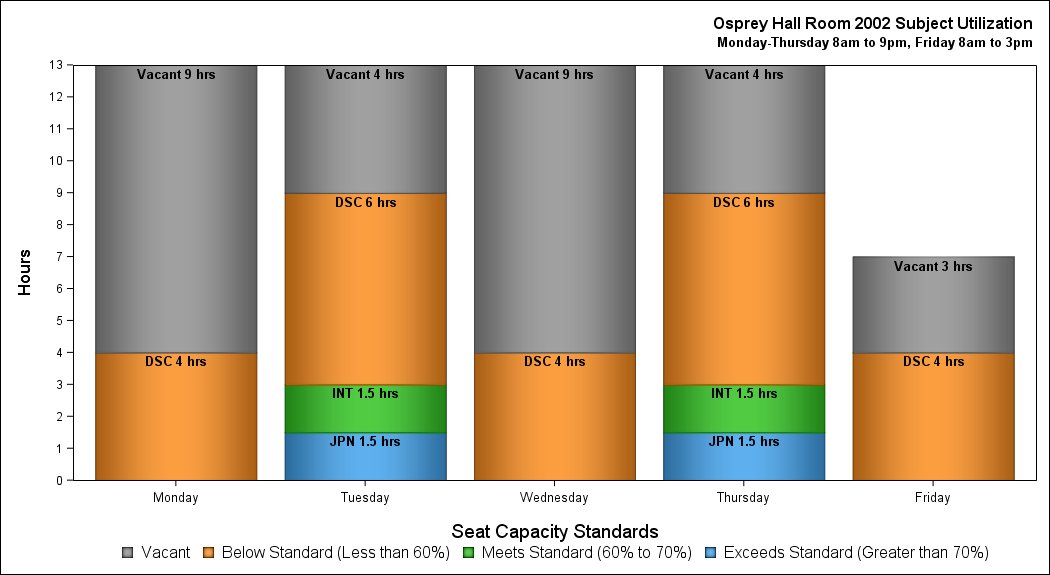 Osprey Hall Room 2002 Subject Utilization
Monday-Thursday 8am to 9pm, Friday 8am to 3pm
13
12
11
10
9
8
7
6
5
4
3
2
1
0
Hours
Vacant 9 hrs
DSC 4 hrs
Vacant 4 hrs
DSC 6 hrs
INT 1.5 hrs
JPN 1.5 hrs
Vacant 9 hrs
DSC 4 hrs
Vacant 4 hrs
DSC 6 hrs
INT 1.5 hrs
JPN 1.5 hrs
Vacant 3 hrs
DSC 4 hrs
Monday Tuesday Wednesday Thursday Friday
Seat Capacity Standards
Vacant Below Standard (Less than 60%) Meets Standard (60% to 70%) Exceeds Standard (Greater than 70%)